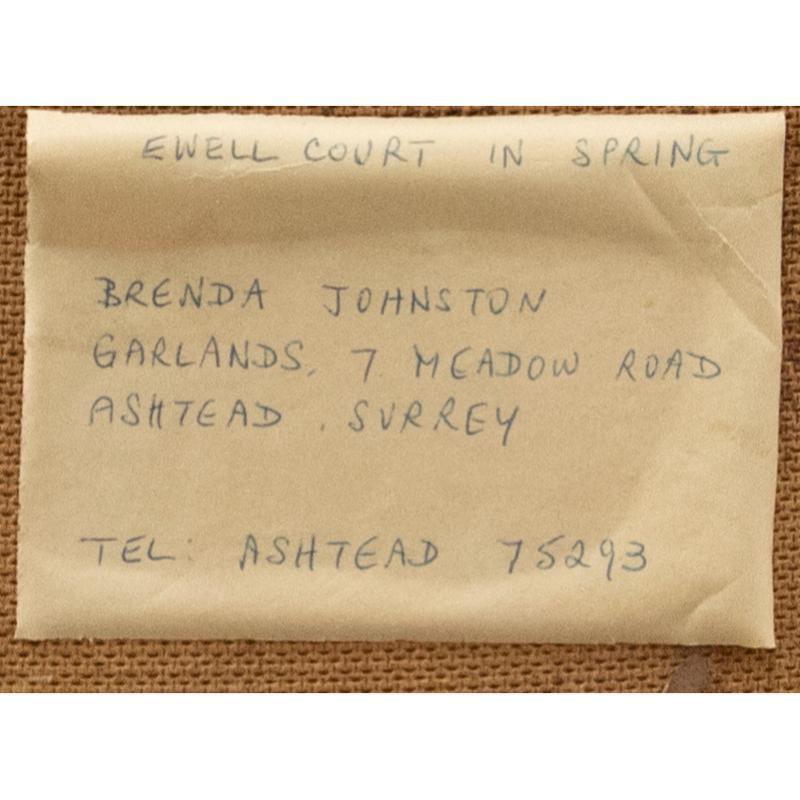 EWELL COURT IN SPRING
BRENDA JOHNSTON
GARLANDS, 7 MEADOW ROAD
ASHTEAD . SURREY
TEL: ASHTEAD 75293